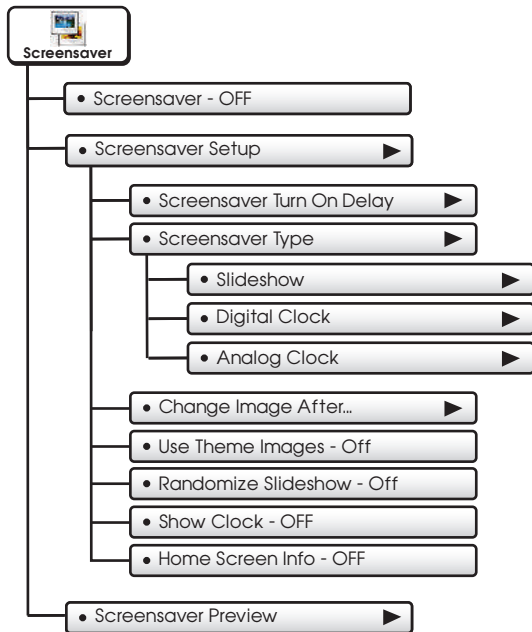 Screensaver
• Screensaver - OFF
• Screensaver Setup
• Screensaver Turn On Delay
• Screensaver Type
• Slideshow
• Digital Clock
• Analog Clock
• Change Image After...
• Use Theme Images - Off
• Randomize Slideshow - Off
• Show Clock - OFF
• Home Screen Info - OFF
• Screensaver Preview